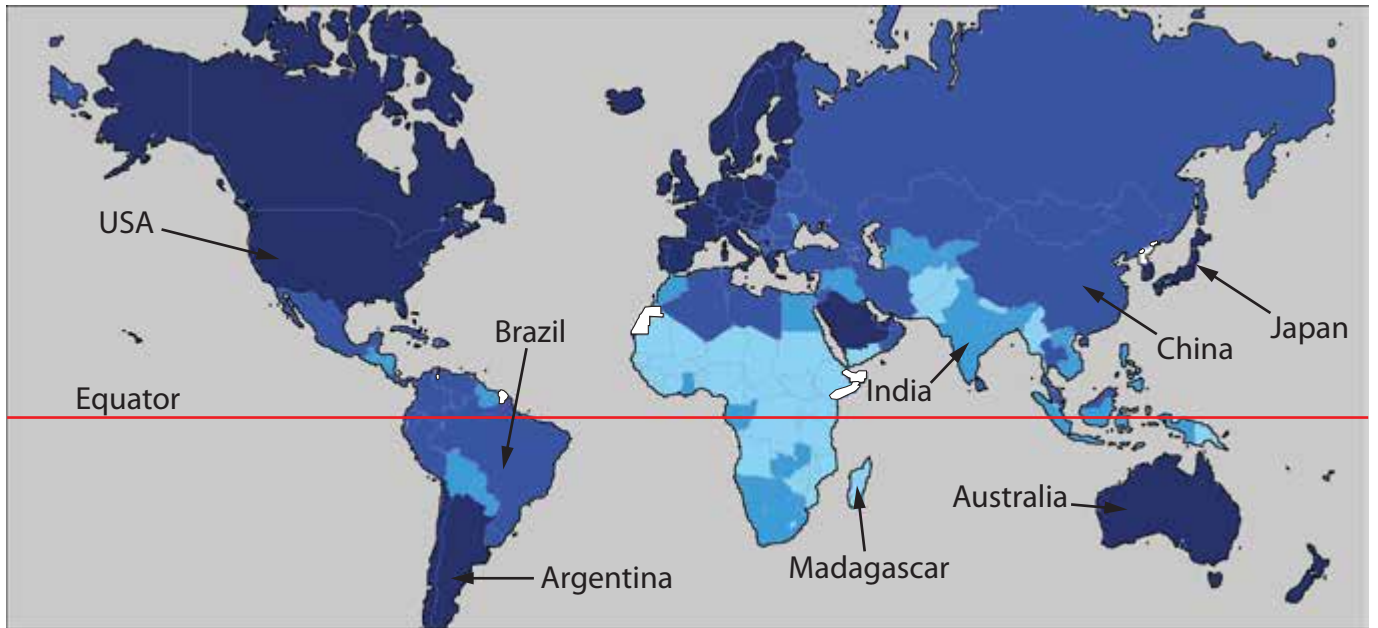 USA
Brazil
Japan
China
India
Equator
Australia
Madagascar
Argentina